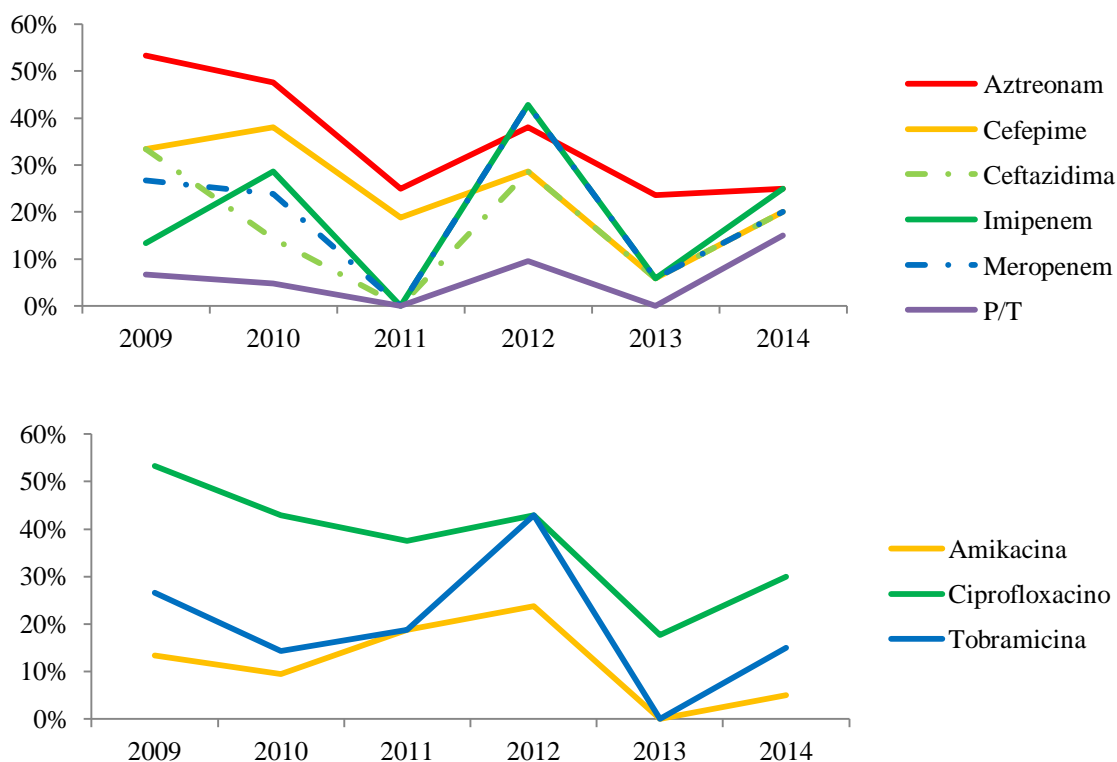 60%
50%
40%
30%
20%
10%
0%
2009 2010 2011 2012 2013 2014
Aztreonam
Cefepime
Ceftazidima
Imipenem
Meropenem
P/T
60%
50%
40%
30%
20%
10%
0%
2009 2010 2011 2012 2013 2014
Amikacina
Ciprofloxacino
Tobramicina